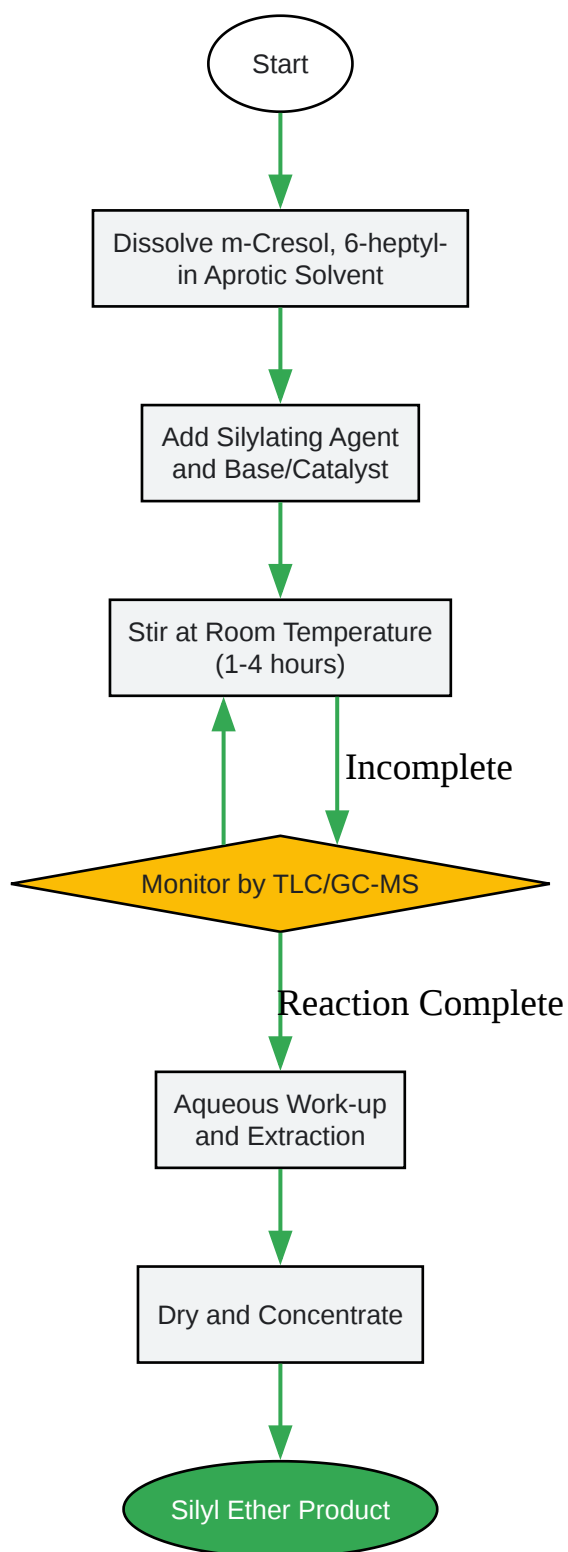 Start
Dissolve m-Cresol, 6-heptyl-
in Aprotic Solvent
Add Silylating Agent
and Base/Catalyst
Stir at Room Temperature
(1-4 hours)
Incomplete
Monitor by TLC/GC-MS
Reaction Complete
Aqueous Work-up
and Extraction
Dry and Concentrate
Silyl Ether Product